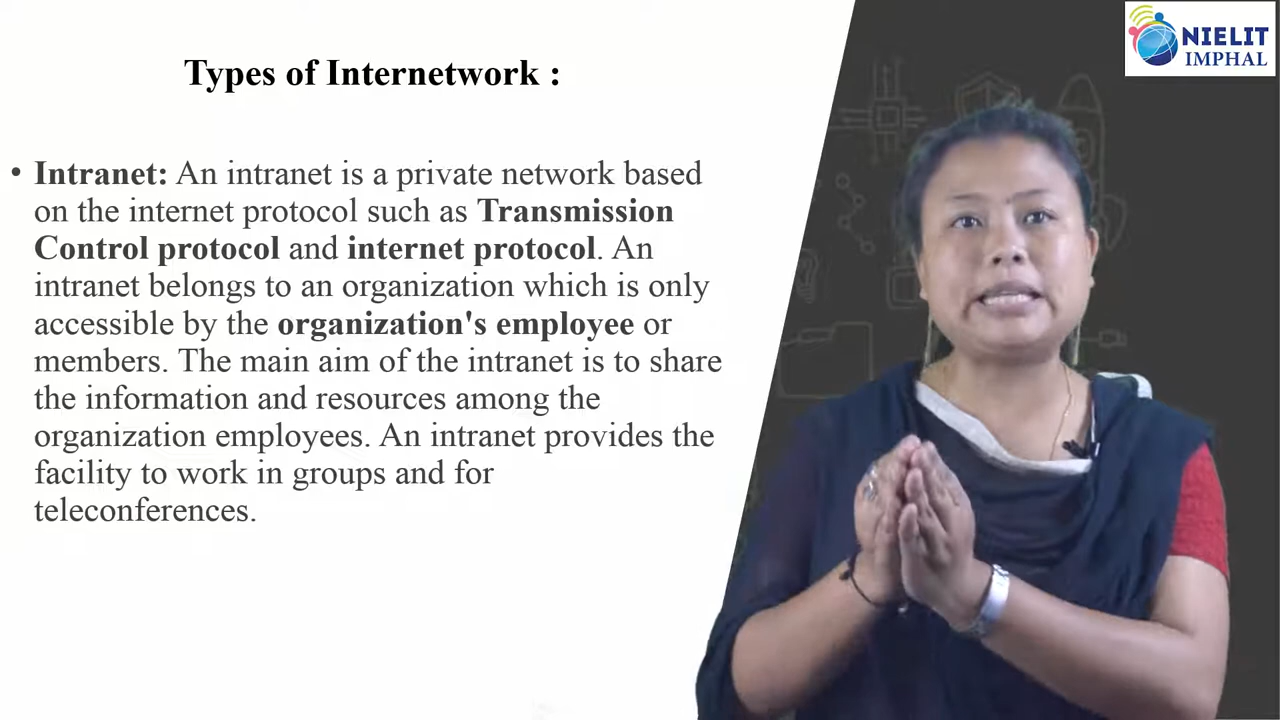 NIELIT
IMPHAL
Types of Internetwork :
• Intranet: An intranet is a private network based
on the internet protocol such as Transmission
Control protocol and internet protocol. An
intranet belongs to an organization which is only
accessible by the organization's employee or
members. The main aim of the intranet is to share
the information and resources among the
organization employees. An intranet provides the
facility to work in groups and for
teleconferences.